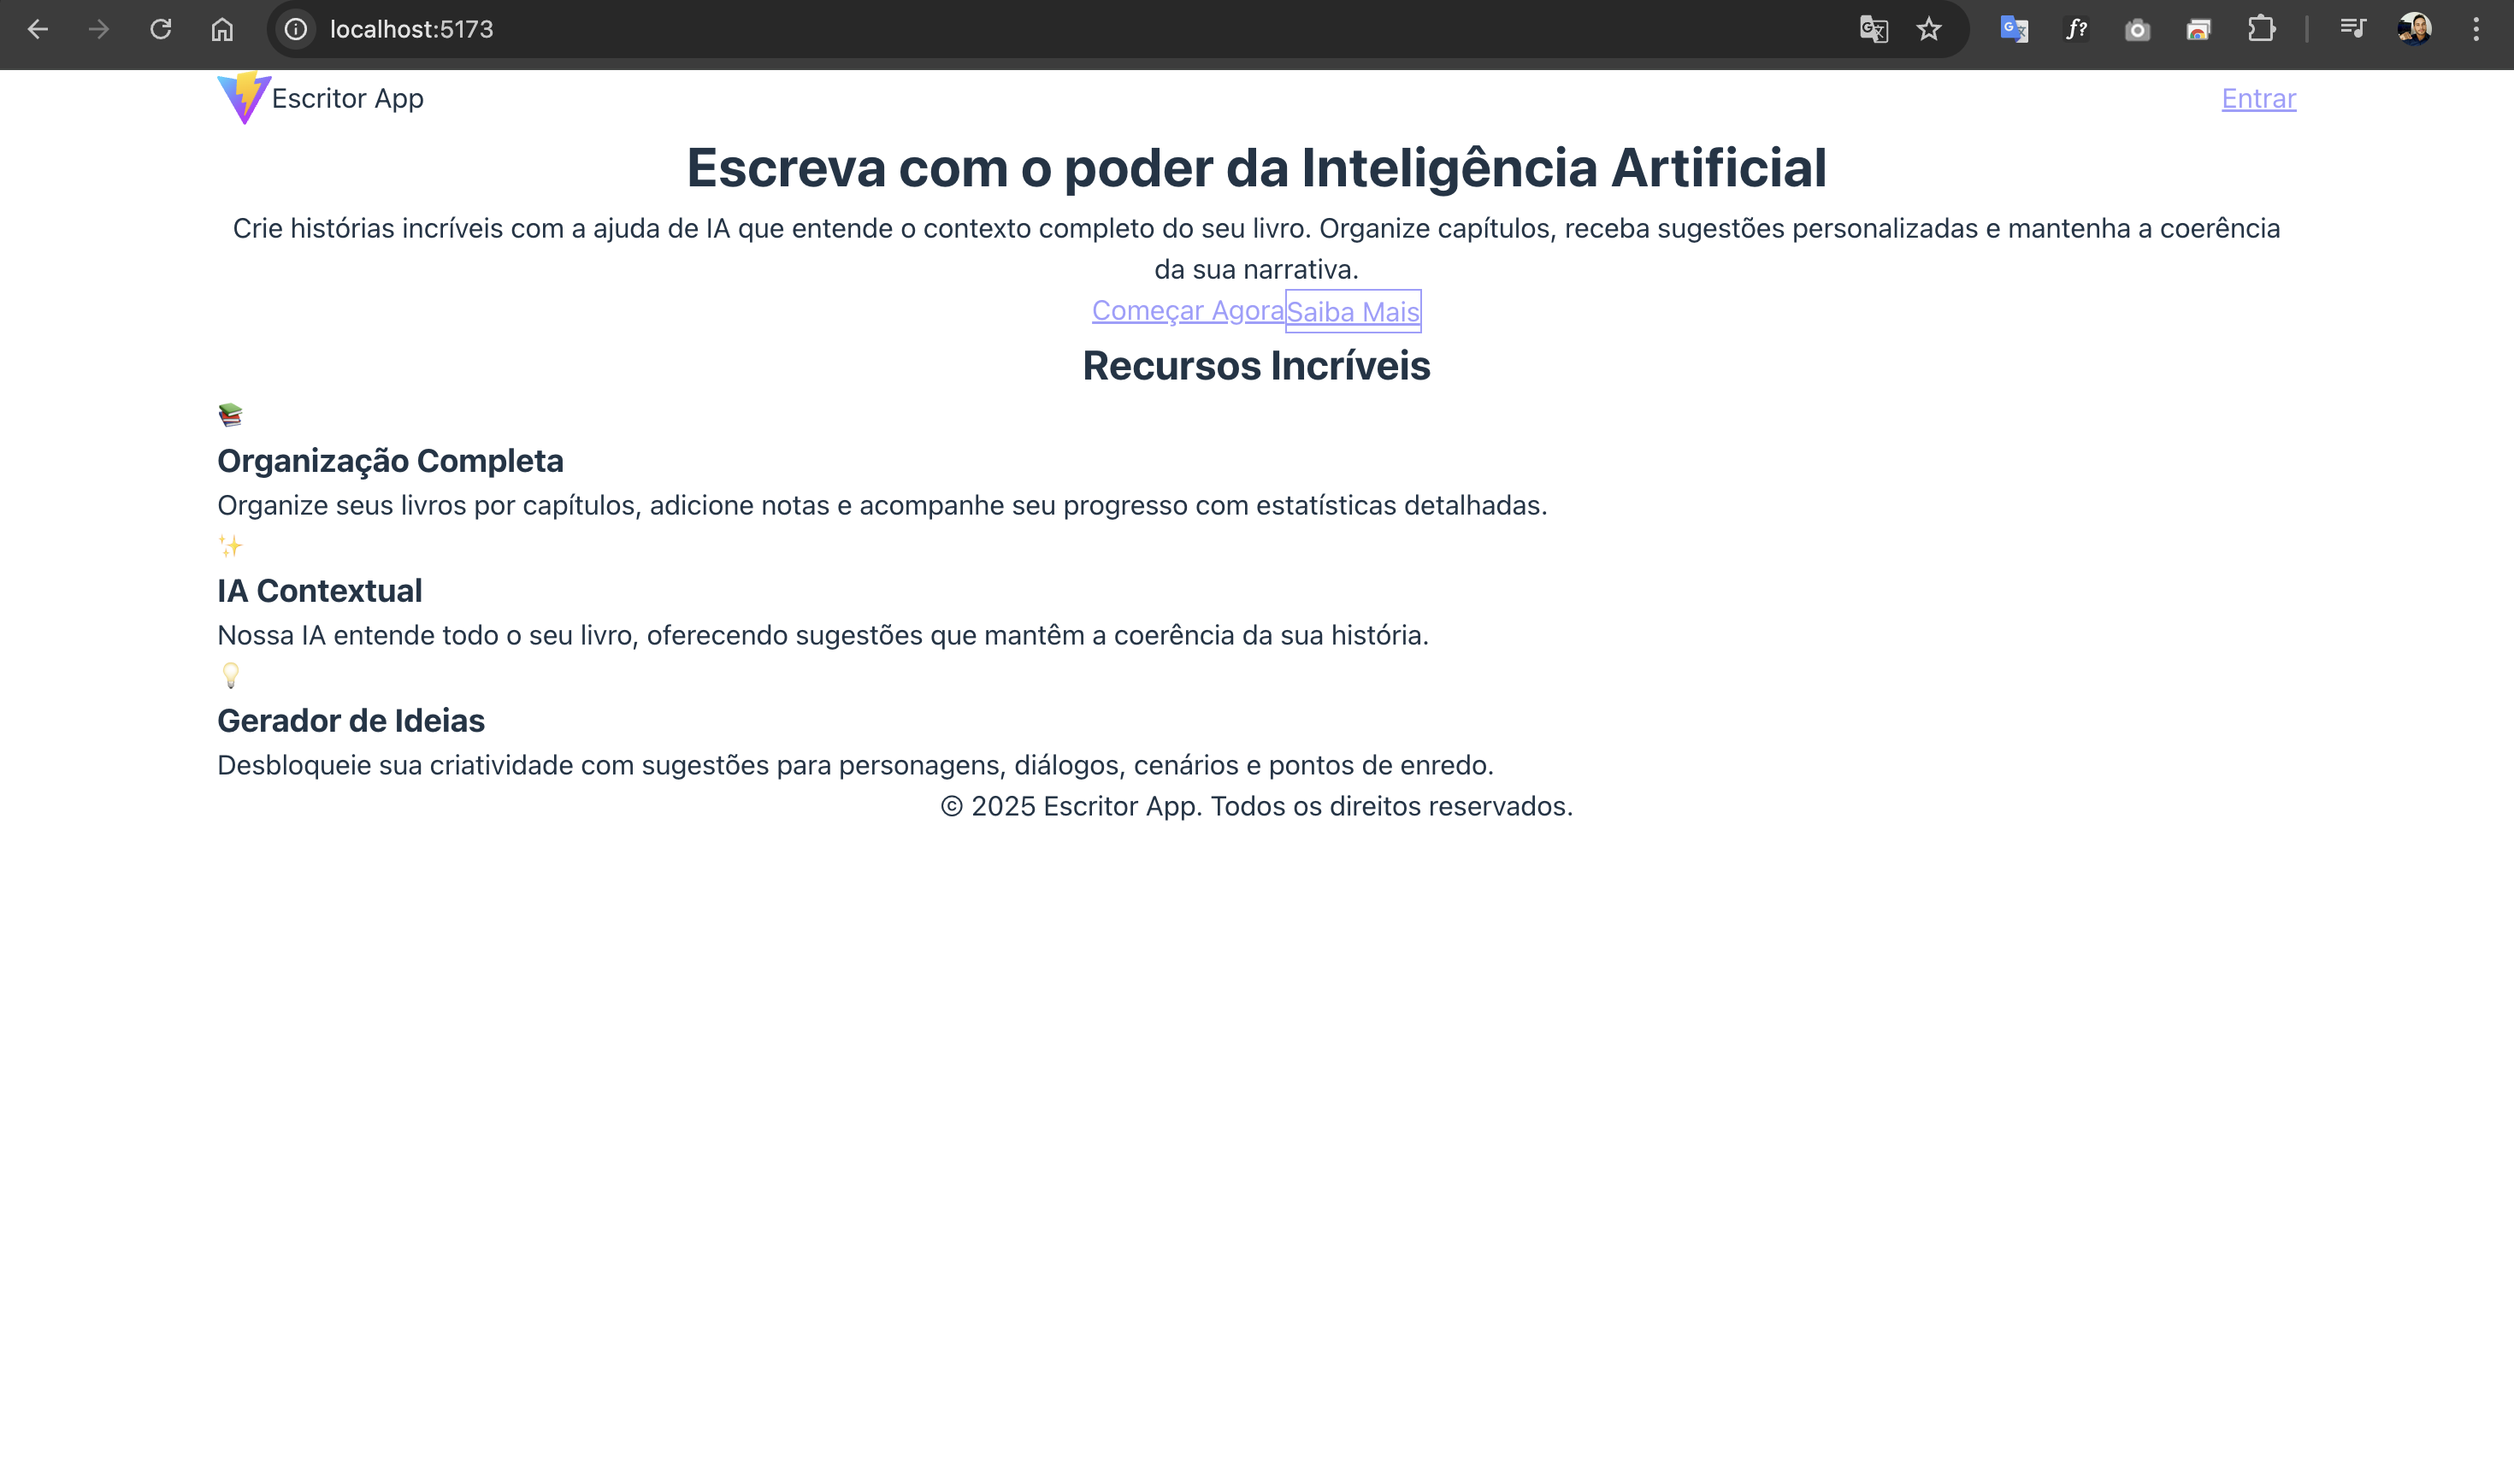 localhost:5173
Escritor App
Entrar
Escreva com o poder da Inteligência Artificial
Crie histórias incríveis com a ajuda de IA que entende o contexto completo do seu livro. Organize capítulos, receba sugestões personalizadas e mantenha a coerência
da sua narrativa.
Começar Agora Saiba Mais
Recursos Incríveis
Organização Completa
Organize seus livros por capítulos, adicione notas e acompanhe seu progresso com estatísticas detalhadas.
IA Contextual
Nossa IA entende todo o seu livro, oferecendo sugestões que mantêm a coerência da sua história.
Gerador de Ideias
Desbloqueie sua criatividade com sugestões para personagens, diálogos, cenários e pontos de enredo.
© 2025 Escritor App. Todos os direitos reservados.